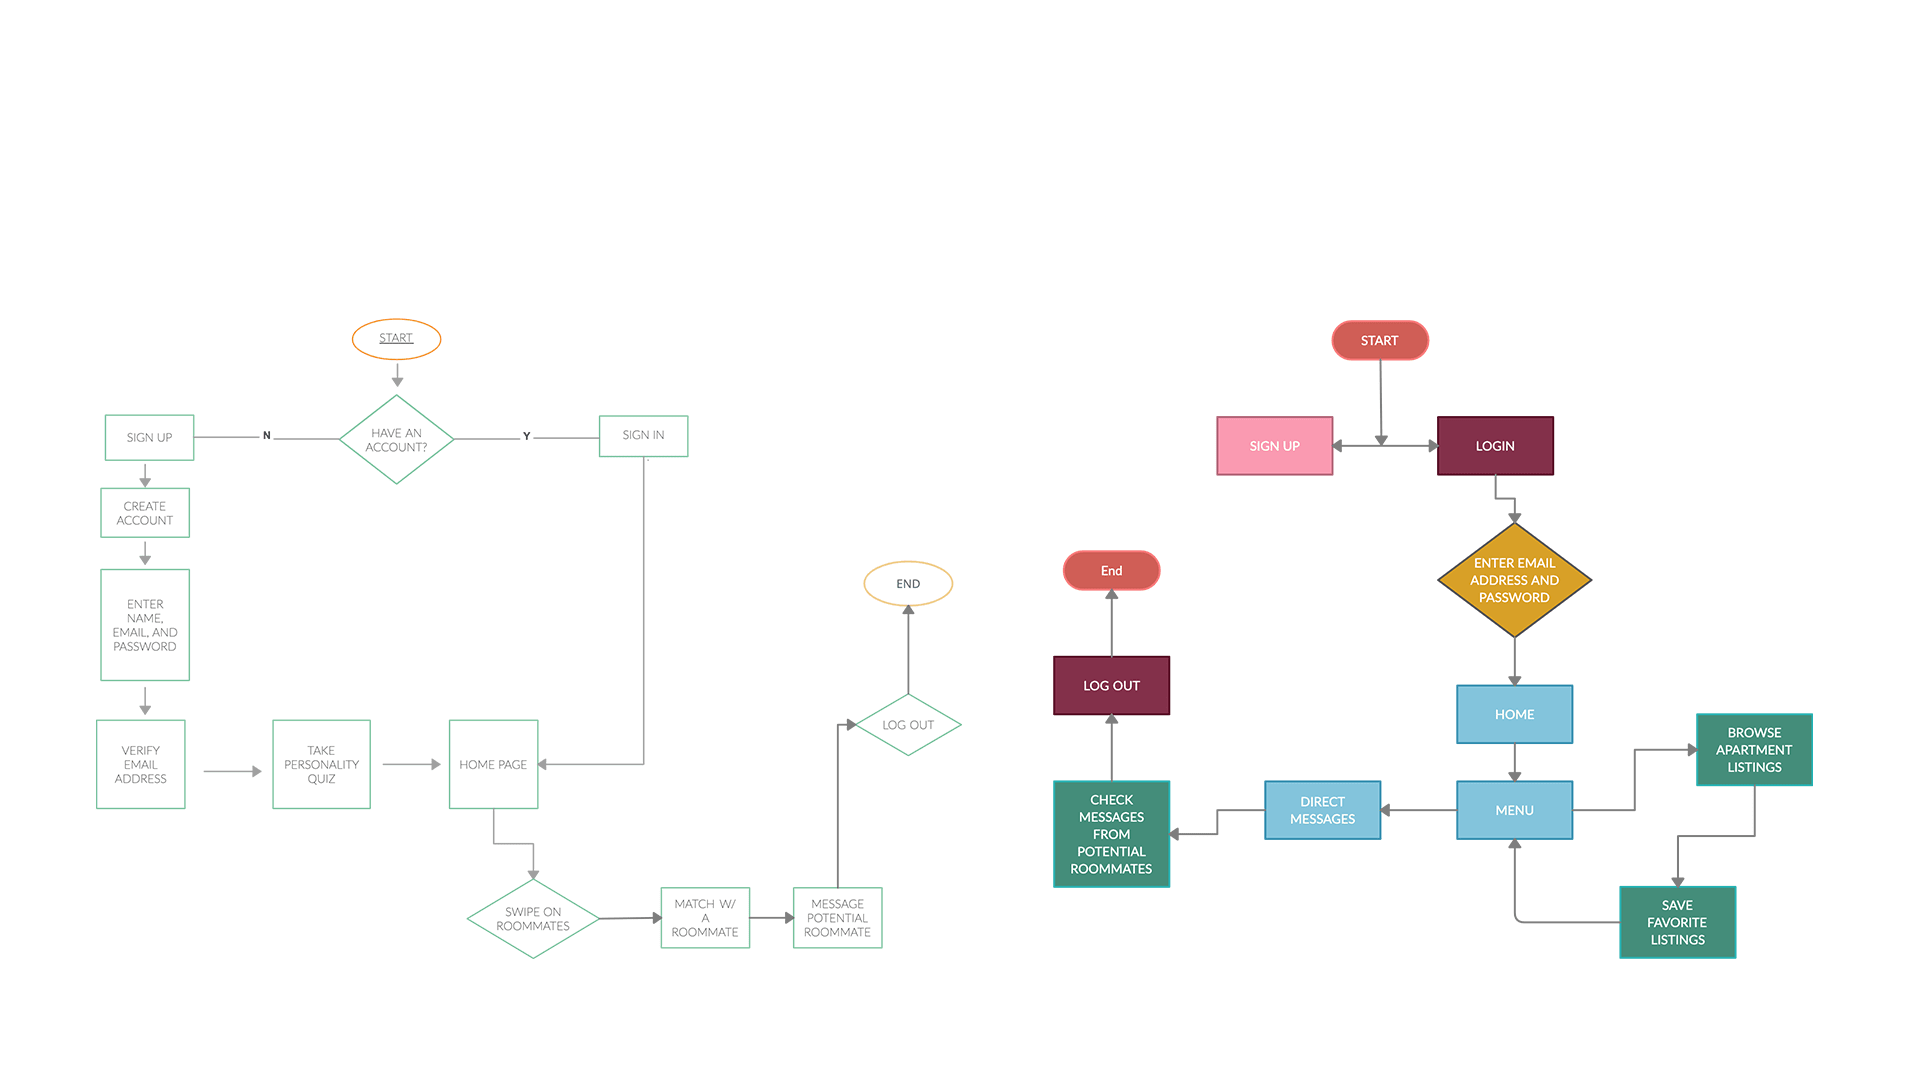 START
HAVE AN
ACCOUNT?
N
Y
SIGN UP
SIGN IN
CREATE
ACCOUNT
ENTER
NAME,
EMAIL, AND
PASSWORD
VERIFY
EMAIL
ADDRESS
TAKE
PERSONALITY
QUIZ
HOME PAGE
SWIPE ON
ROOMMATES
MATCH W/
A
ROOMMATE
MESSAGE
POTENTIAL
ROOMMATE
LOG OUT
END
START
SIGN UP
LOGIN
ENTER EMAIL
ADDRESS AND
PASSWORD
HOME
MENU
BROWSE
APARTMENT
LISTINGS
SAVE
FAVORITE
LISTINGS
DIRECT
MESSAGES
CHECK
MESSAGES
FROM
POTENTIAL
ROOMMATES
LOG OUT
End